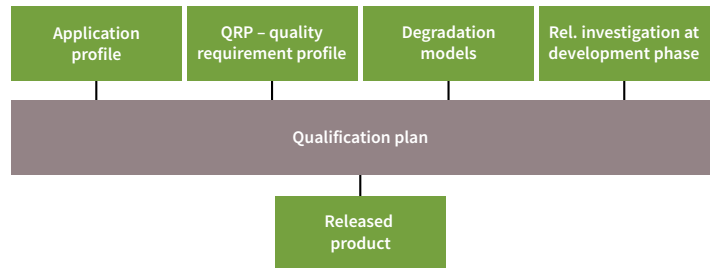 Application
profile
QRP – quality
requirement profile
Degradation
models
Rel. investigation at
development phase
Qualification plan
Released
product